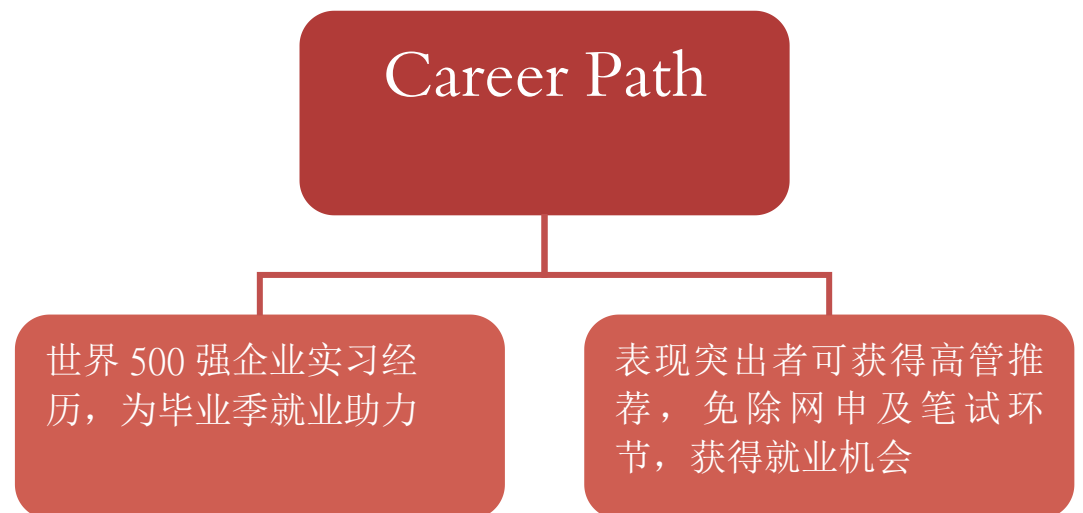 Career Path
世界 500 强企业实习经
历，为毕业季就业助力
表现突出者可获得高管推
荐，免除网申及笔试环
节，获得就业机会